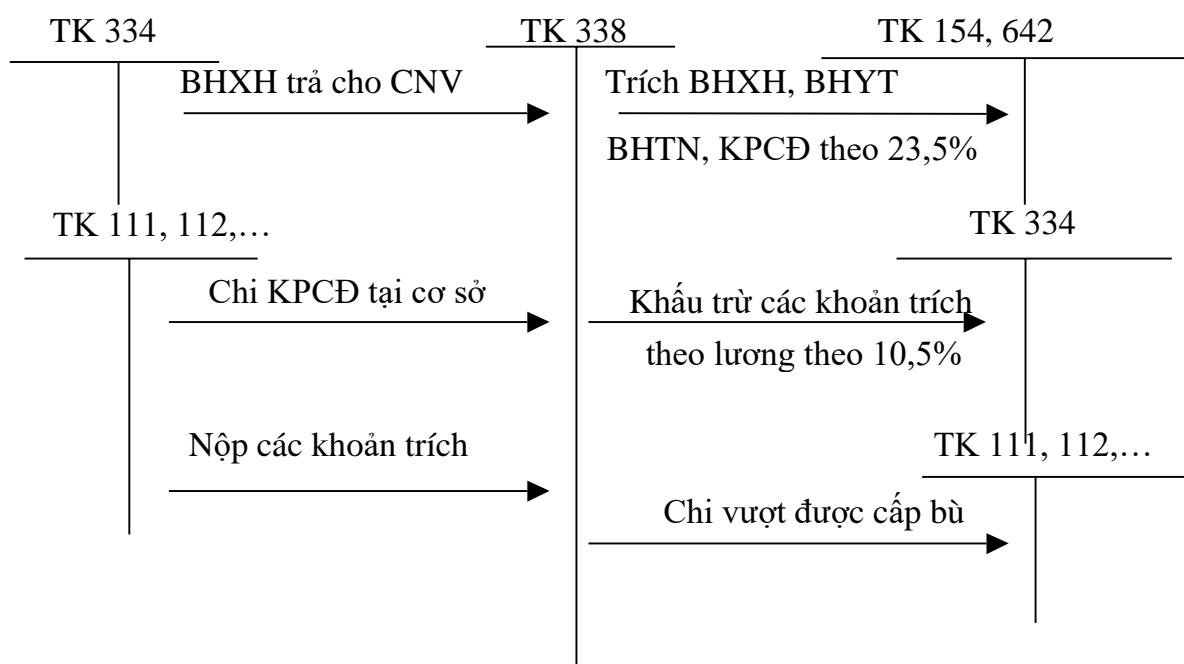 TK 334
TK 338
TK 154, 642
BHXH trả cho CNV
Trích BHXH, BHYT
BHTN, KPCĐ theo 23,5%
TK 111, 112,…
TK 334
Chi KPCĐ tại cơ sở
Khấu trừ các khoản trích
theo lương theo 10,5%
Nộp các khoản trích
TK 111, 112,…
Chi vượt được cấp bù